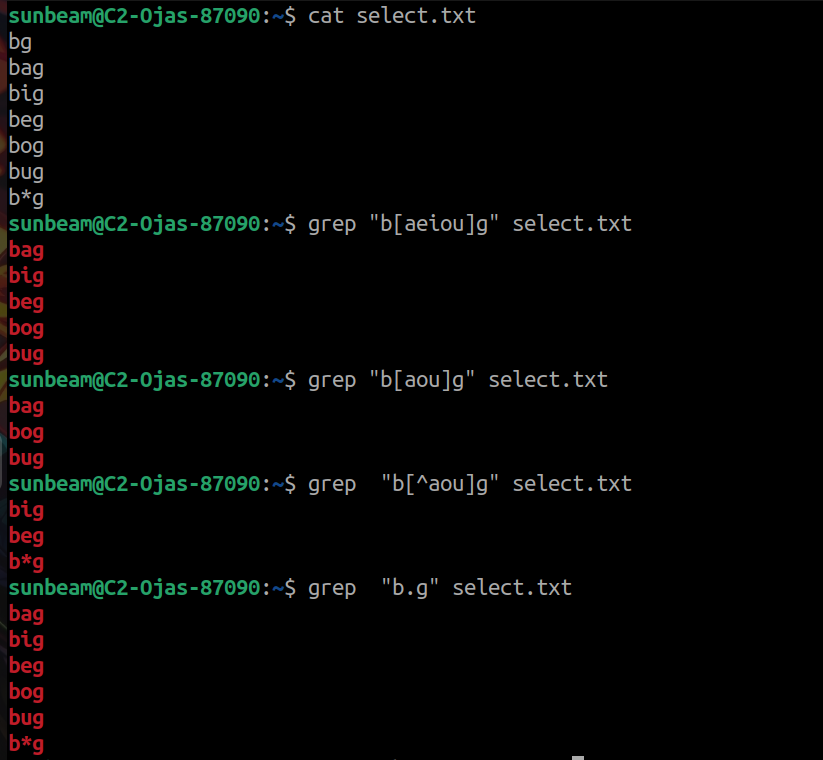 sunbeam@C2-Ojas-87090:~$ cat select.txt
bg
bag
big
beg
bog
bug
b*g
sunbeam@C2-Ojas-87090:~$ grep "b[aeiou]g" select.txt
bag
big
beg
bog
bug
sunbeam@C2-Ojas-87090:~$ grep "b[aou]g" select.txt
bag
bog
bug
sunbeam@C2-Ojas-87090:~$ grep  "b[^aou]g" select.txt
big
beg
b*g
sunbeam@C2-Ojas-87090:~$ grep  "b.g" select.txt
bag
big
beg
bog
bug
b*g